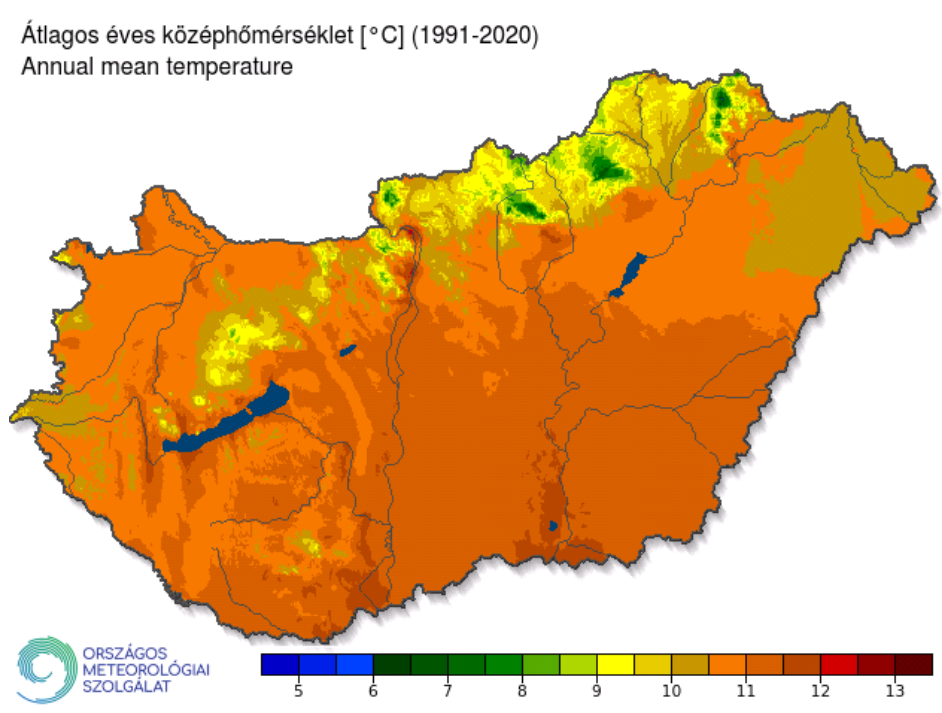 Átlagos éves középhőmérséklet [°C] (1991-2020)
Annual mean temperature
ORSZÁGOS
METEOROLÓGIAI
SZOLGÁLAT
5 6 7 8 9 10 11 12 13